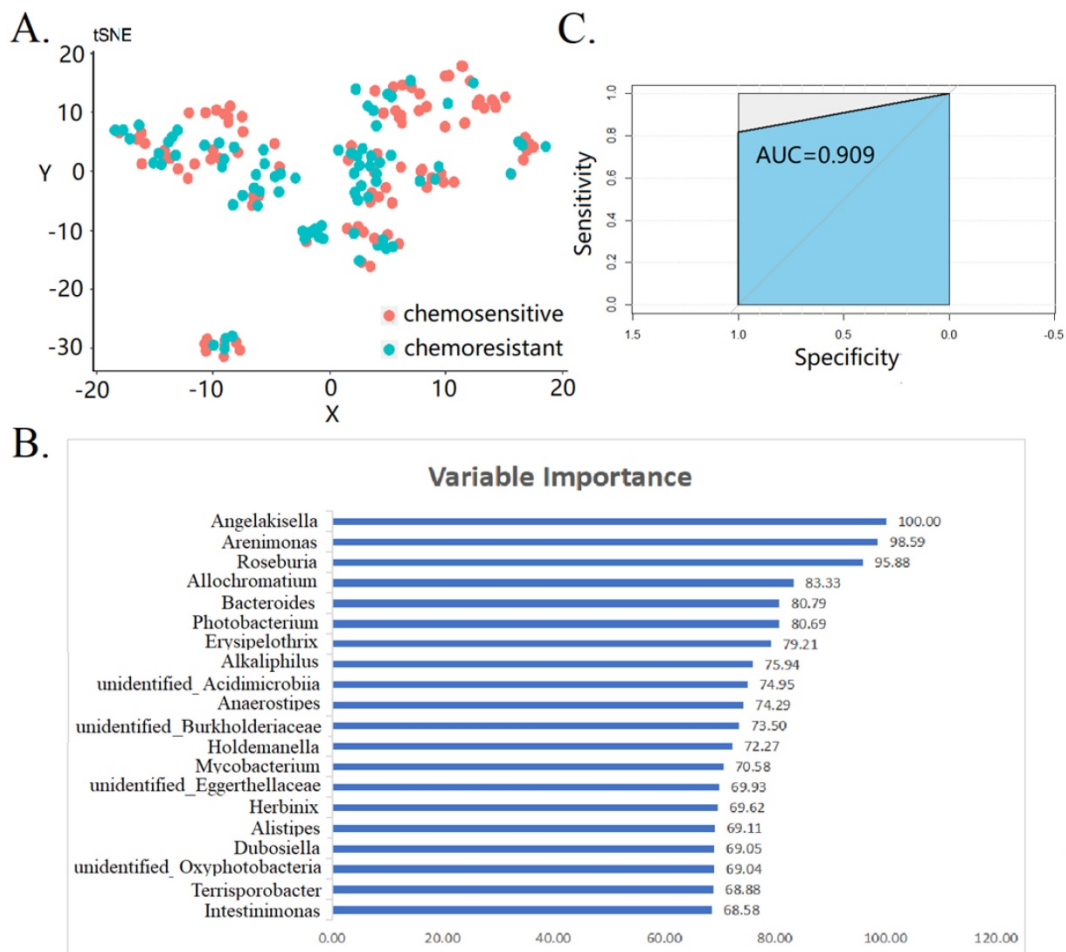 A.
tSNE
20
10
0
Y
-10
-20
-30
-20
-10
0
10
20
X
chemosensitive
chemoresistant
C.
1.0
0.8
0.6
0.4
0.2
0.0
Sensitivity
AUC=0.909
1.5
1.0
0.5
0.0
-0.5
Specificity
B.
Variable Importance
Angelakisella 100.00
Arenimonas 98.59
Roseburia 95.88
Allochromatium 83.33
Bacteroides 80.79
Photobacterium 80.69
Erysipelothrix 79.21
Alkaliphilus 75.94
unidentified_Acidimicrobiia 74.95
Anaerostipes 74.29
unidentified_Burkholderiaceae 73.50
Holdemanella 72.27
Mycobacterium 70.58
unidentified_Eggerthellaceae 69.93
Herbinix 69.62
Alistipes 69.11
Dubosiella 69.05
unidentified_Oxyphotobacteria 69.04
Terrisporobacter 68.88
Intestinimonas 68.58
0.00 20.00 40.00 60.00 80.00 100.00 120.00